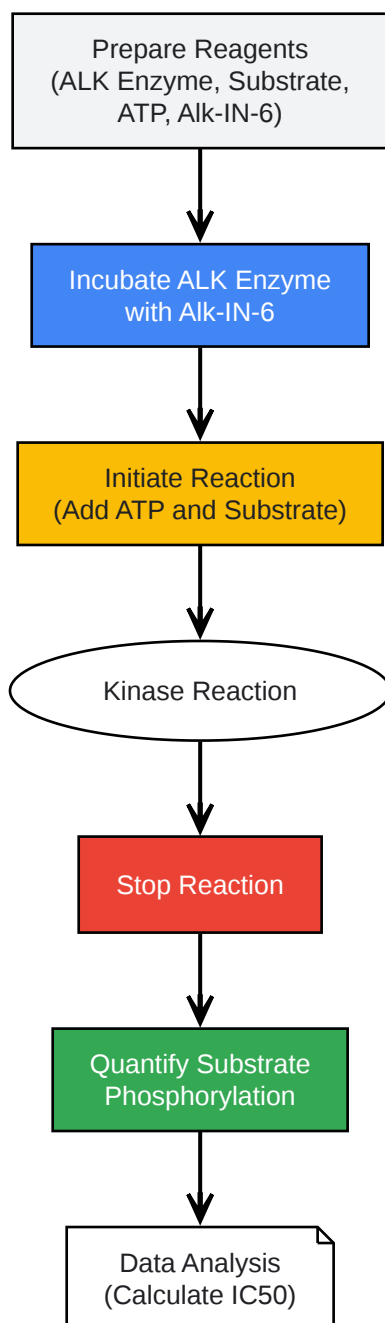 Prepare Reagents
(ALK Enzyme, Substrate,
ATP, Alk-IN-6)
Incubate ALK Enzyme
with Alk-IN-6
Initiate Reaction
(Add ATP and Substrate)
Kinase Reaction
Stop Reaction
Quantify Substrate
Phosphorylation
Data Analysis
(Calculate IC50)